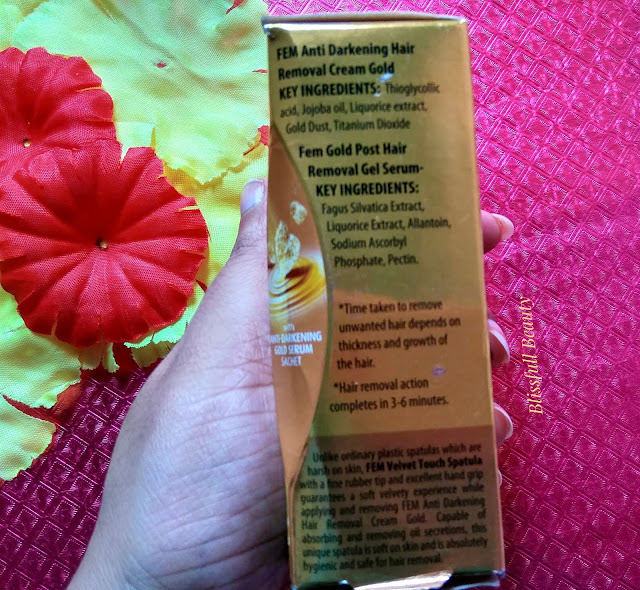 FEM Anti Darkening Hair
Removal Cream Gold
KEY INGREDIENTS: Thioglycollic
acid, Jojoba oil, Liquorice extract,
Gold Dust, Titanium Dioxide
Fem Gold Post Hair
Removal Gel Serum-
KEY INGREDIENTS:
Fagus Silvatica Extract,
Liquorice Extract, Allantoin,
Sodium Ascorbyl
Phosphate, Pectin.
*Time taken to remove
unwanted hair depends on
thickness and growth of
the hair.
*Hair removal action
completes in 3-6 minutes.
WITH
ANTI-DARKENING
GOLD SERUM
SACHET
Unlike ordinary plastic spatulas which are
harsh on skin, FEM Velvet Touch Spatula
with a fine rubber tip and excellent hand grip
guarantees a soft velvety experience while
applying and removing FEM Anti Darkening
Hair Removal Cream Gold. Capable of
absorbing and removing oil secretions, this
unique spatula is soft on skin and is absolutely
hygienic and safe for hair removal.
Blissfull Beauty